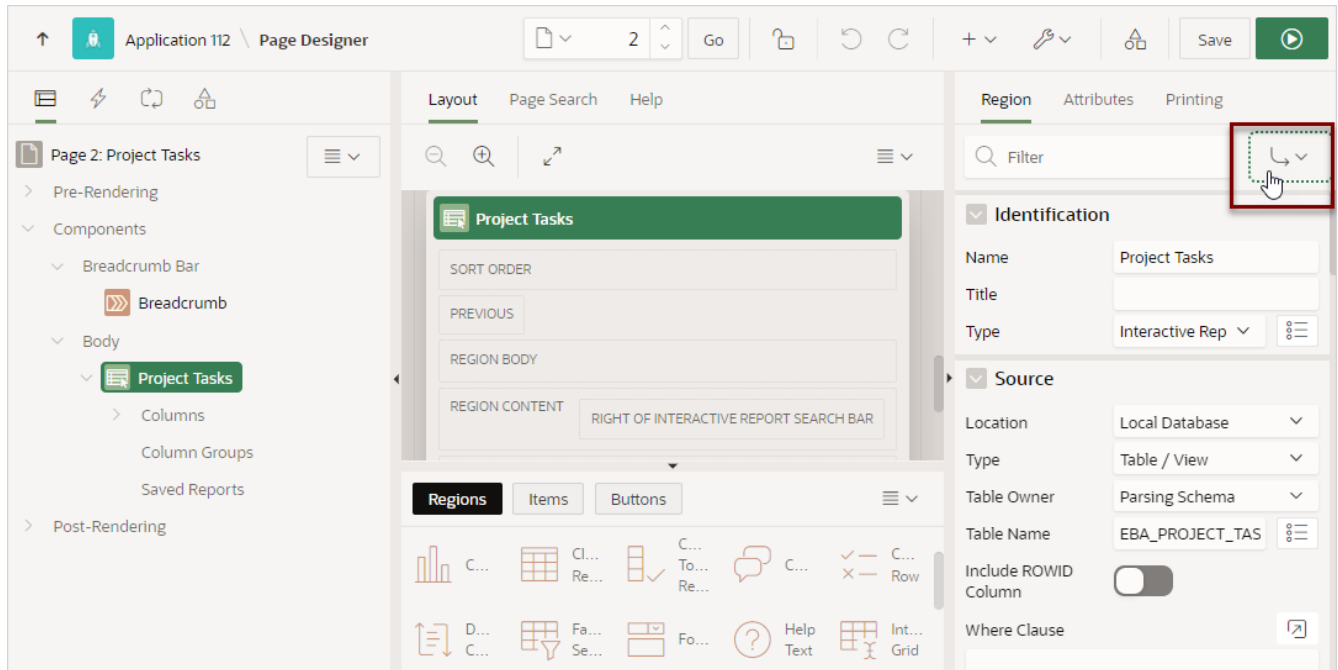 Application 112 \ Page Designer
2
Go
Save
Page 2: Project Tasks
Pre-Rendering
Components
Breadcrumb Bar
Breadcrumb
Body
Project Tasks
Columns
Column Groups
Saved Reports
Post-Rendering
Layout Page Search Help
Project Tasks
SORT ORDER
PREVIOUS
REGION BODY
REGION CONTENT
RIGHT OF INTERACTIVE REPORT SEARCH BAR
Regions Items Buttons
C...
Cl...
Re...
C...
To...
Re...
C...
C...
Row
D...
C...
Fa...
Se...
Fo...
Help
Text
Int...
Grid
Region Attributes Printing
Filter
Identification
Name Project Tasks
Title
Type Interactive Rep
Source
Location Local Database
Type Table / View
Table Owner Parsing Schema
Table Name EBA_PROJECT_TAS
Include ROWID
Column
Where Clause